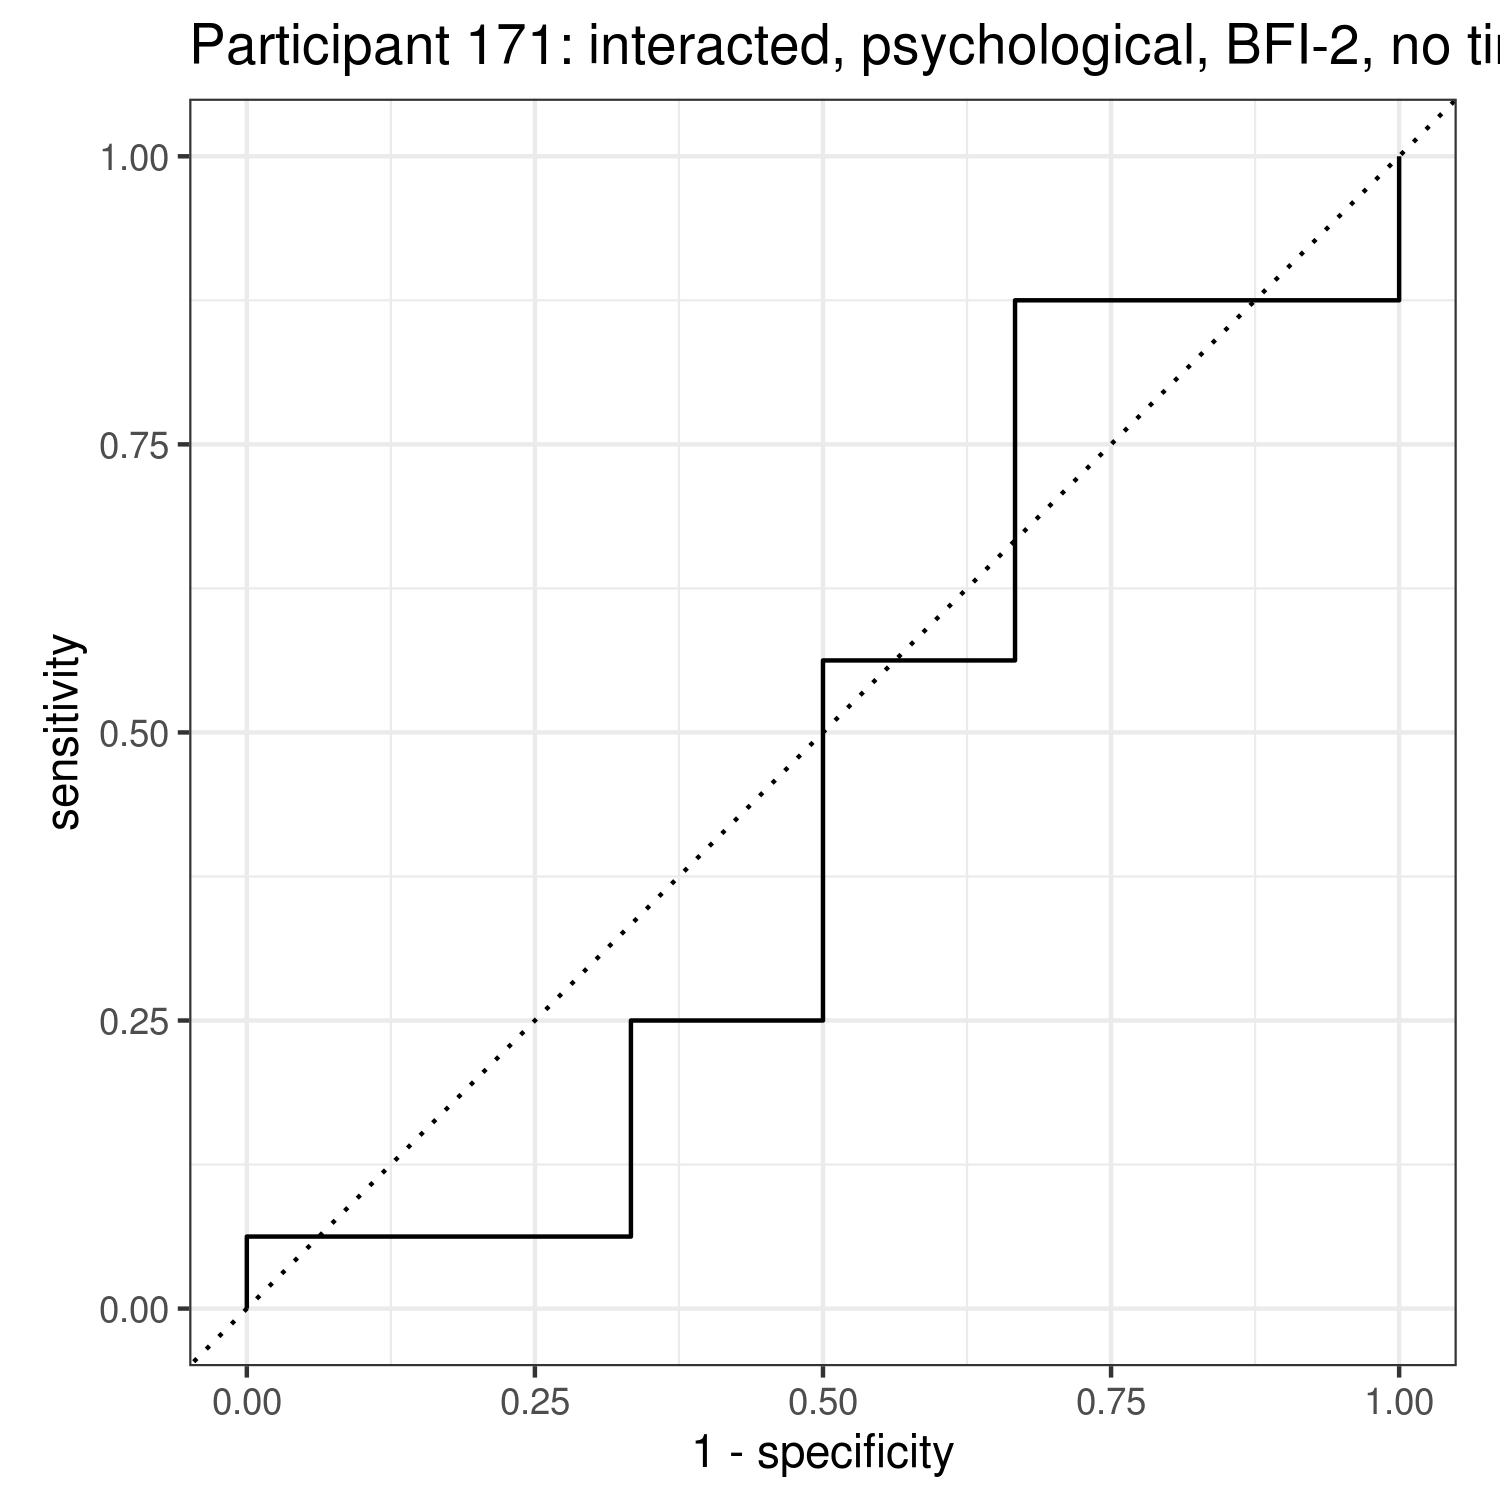 Participant 171: interacted, psychological, BFI-2, no
1.00
0.75
0.50
0.25
0.00
sensitivity
0.00 0.25 0.50 0.75 1.00
1 - specificity